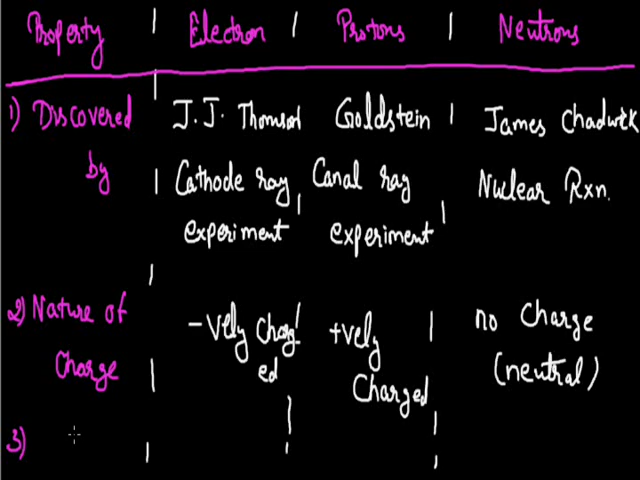 Property | Electron | Protons | Neutrons
1) Discovered | J.J. Thomson Goldstein | James Chadwick
by | Cathode ray | Canal ray | Nuclear Rxn.
experiment experiment
2) Nature of -vely Charg +vely | no Charge
Charge | ed Charged (neutral)
3)